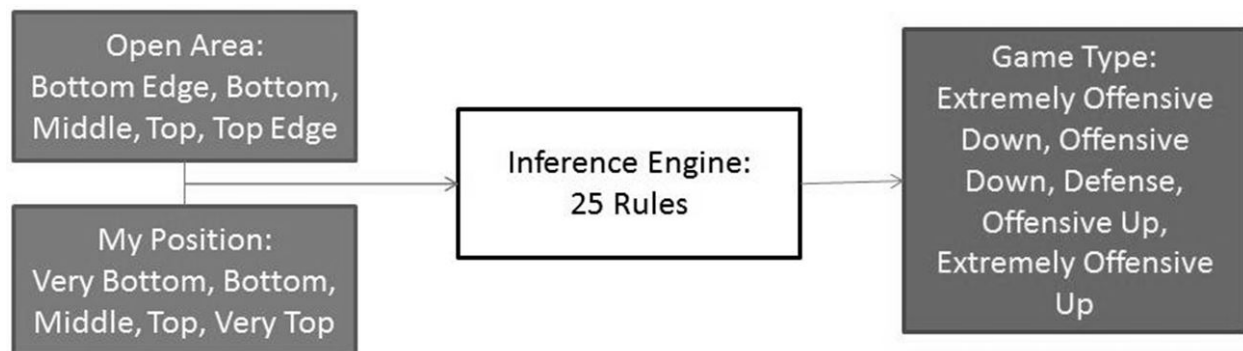 Open Area:
Bottom Edge, Bottom,
Middle, Top, Top Edge
My Position:
Very Bottom, Bottom,
Middle, Top, Very Top
Inference Engine:
25 Rules
Game Type:
Extremely Offensive
Down, Offensive
Down, Defense,
Offensive Up,
Extremely Offensive
Up